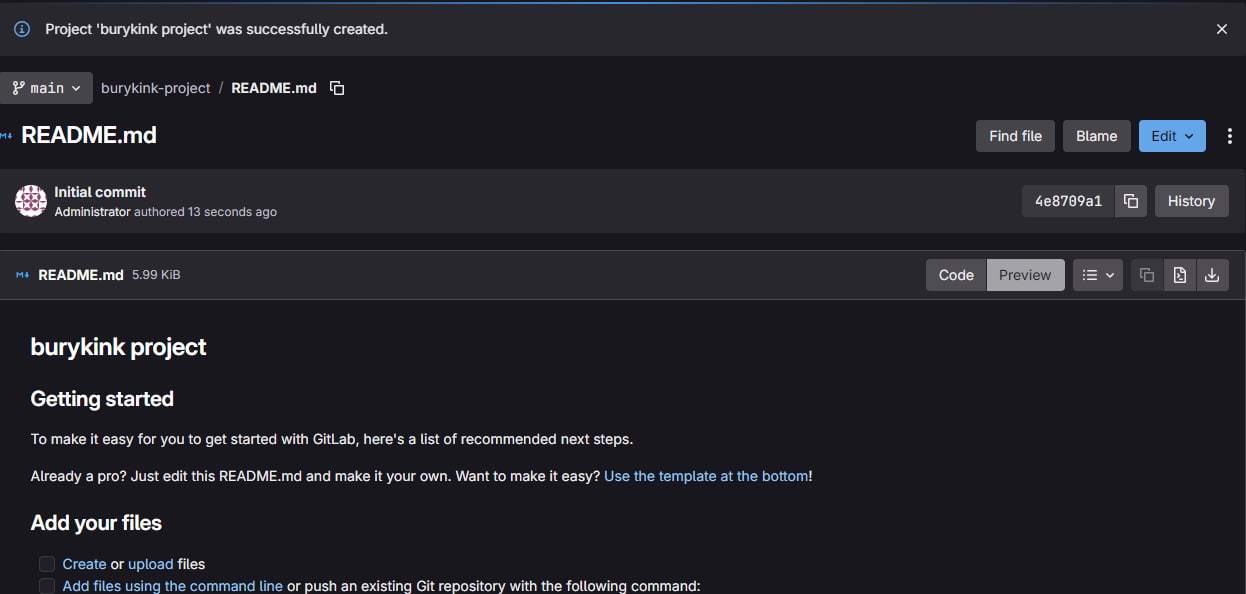 Project 'burykink project' was successfully created.
main burykink-project / README.md
M↓ README.md Find file Blame Edit
Initial commit
Administrator authored 13 seconds ago
4e8709a1 History
M↓ README.md 5.99 KiB Code Preview
burykink project
Getting started
To make it easy for you to get started with GitLab, here's a list of recommended next steps.
Already a pro? Just edit this README.md and make it your own. Want to make it easy? Use the template at the bottom!
Add your files
Create or upload files
Add files using the command line or push an existing Git repository with the following command: